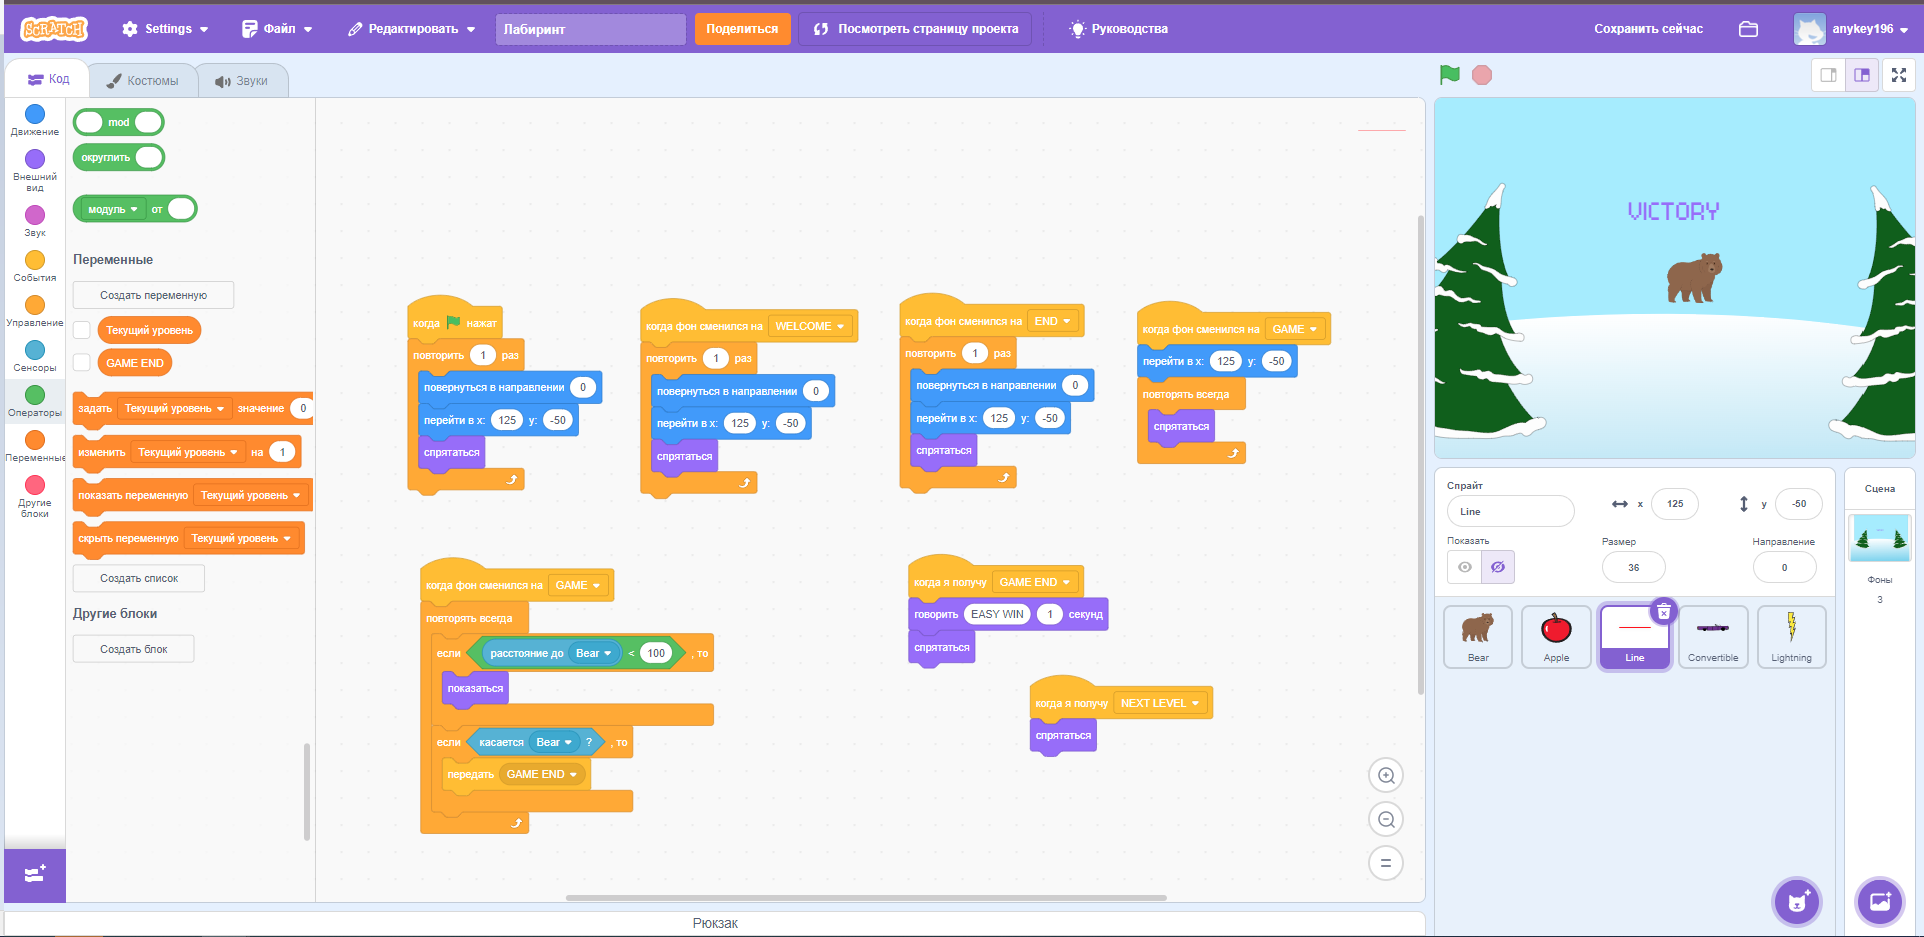 SCRATCH
Settings
Файл
Редактировать
Лабиринт
Поделиться
Посмотреть страницу проекта
Руководства
Сохранить сейчас
anykey196
Код
Костюмы
Звуки
Движение
Внешний вид
Звук
События
Управление
Сенсоры
Операторы
Переменные
Другие блоки
mod
округлить
модуль от
Переменные
Создать переменную
Текущий уровень
GAME END
задать Текущий уровень значение 0
изменить Текущий уровень на 1
показать переменную Текущий уровень
скрыть переменную Текущий уровень
Создать список
Другие блоки
Создать блок
когда нажат
повторить 1 раз
повернуться в направлении 0
перейти в x: 125 y: -50
спрятаться
когда фон сменился на WELCOME
повторить 1 раз
повернуться в направлении 0
перейти в x: 125 y: -50
спрятаться
когда фон сменился на END
повторить 1 раз
повернуться в направлении 0
перейти в x: 125 y: -50
спрятаться
когда фон сменился на GAME
перейти в x: 125 y: -50
повторять всегда
спрятаться
когда фон сменился на GAME
повторять всегда
если расстояние до Bear < 100 , то
показаться
если касается Bear ? , то
передать GAME END
когда я получу GAME END
говорить EASY WIN 1 секунд
спрятаться
когда я получу NEXT LEVEL
спрятаться
Рюкзак
VICTORY
Спрайт
Line
x 125
y -50
Показать
Размер
36
Направление
0
Bear
Apple
Line
Convertible
Lightning
Сцена
Фоны
3